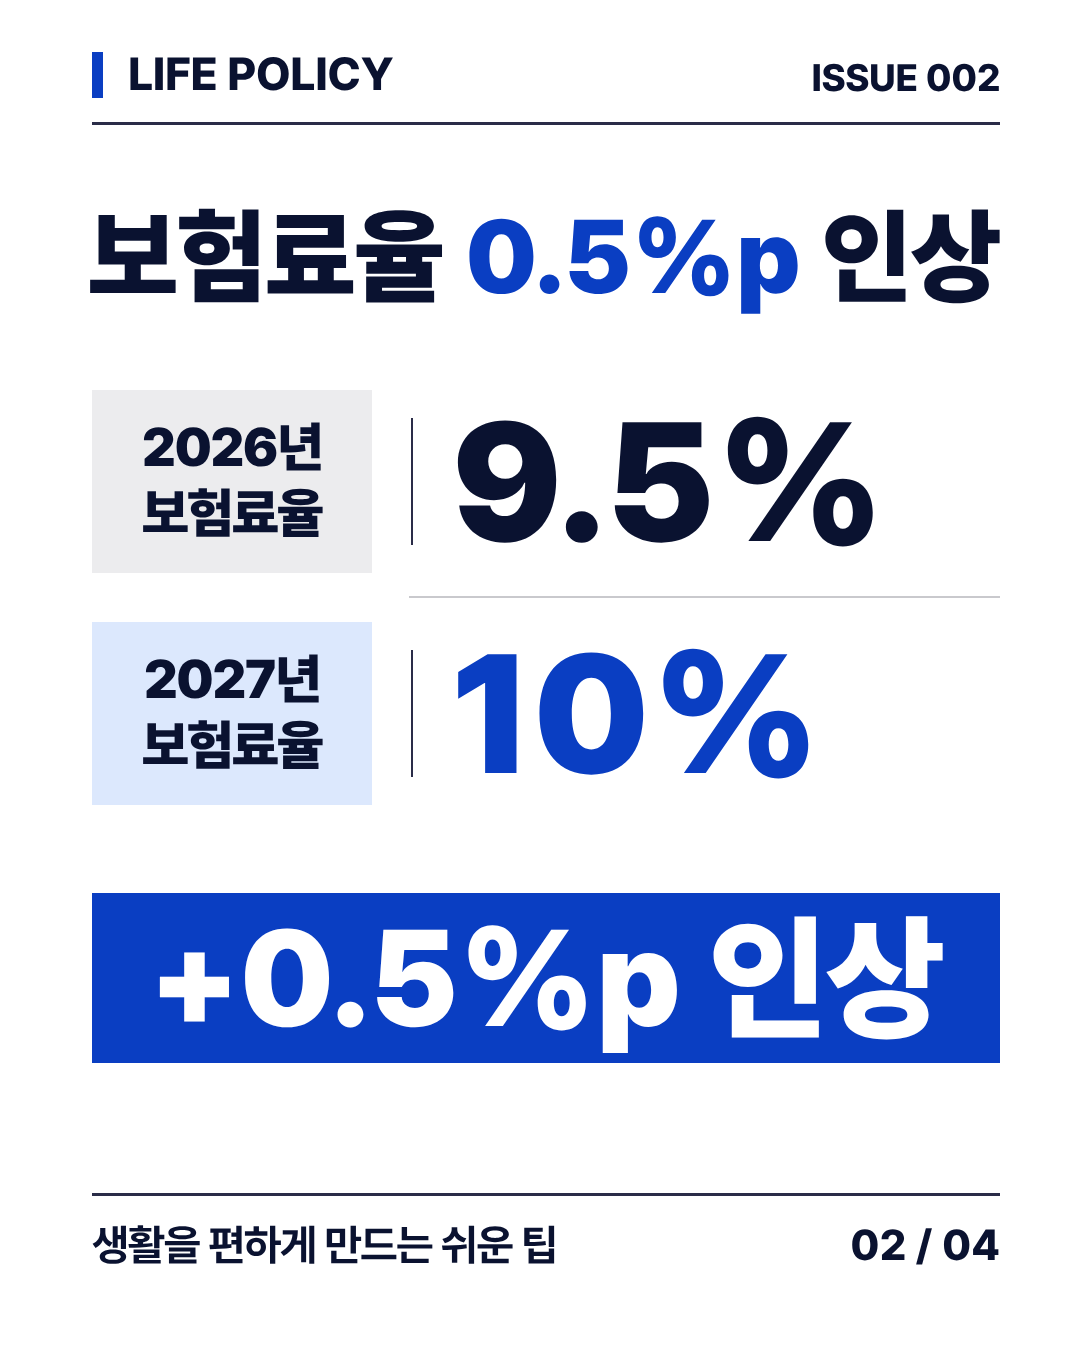 LIFE POLICY
ISSUE 002
보험료율 0.5%p 인상
2026년
보험료율
9.5%
2027년
보험료율
10%
+0.5%p 인상
생활을 편하게 만드는 쉬운 팁
02 / 04